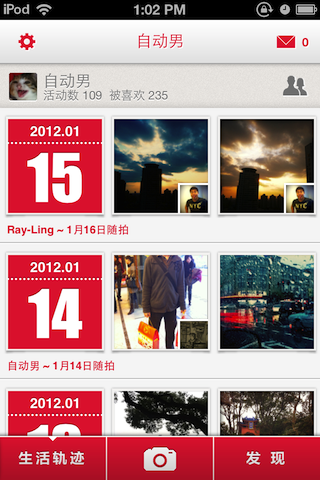 iPod 1:02 PM
自动男
0
自动男
活动数 109 被喜欢 235
2012.01
15
NYC
Ray-Ling ~ 1月16日随拍
2012.01
14
自动男 ~ 1月14日随拍
2012.01
生活轨迹
发 现